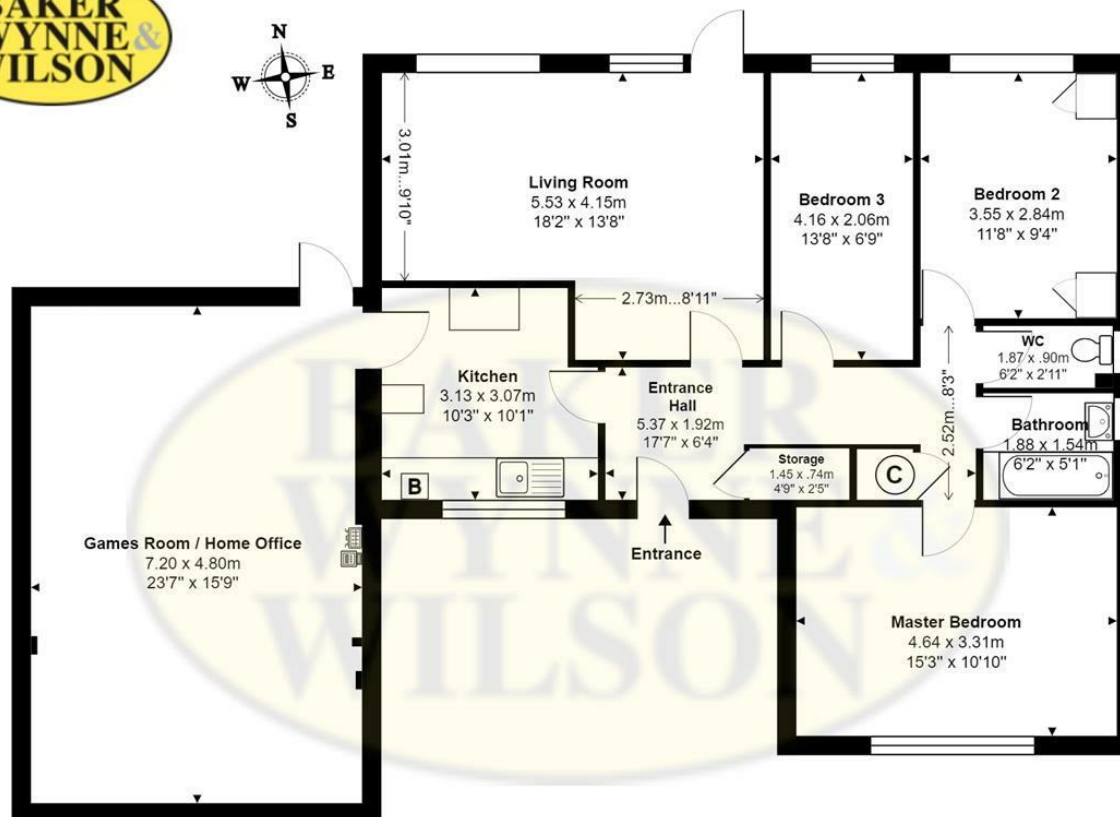 BAKER
WYNNE &
WILSON
N
W E
S
Living Room
5.53 x 4.15m
18'2" x 13'8"
3.01m...9'10"
2.73m...8'11"
Bedroom 3
4.16 x 2.06m
13'8" x 6'9"
Bedroom 2
3.55 x 2.84m
11'8" x 9'4"
WC
1.87 x .90m
6'2" x 2'11"
Kitchen
3.13 x 3.07m
10'3" x 10'1"
B
Entrance
Hall
5.37 x 1.92m
17'7" x 6'4"
2.52m...8'3"
Bathroom
1.88 x 1.54m
6'2" x 5'1"
Storage
1.45 x .74m
4'9" x 2'5"
C
Entrance
Games Room / Home Office
7.20 x 4.80m
23'7" x 15'9"
Master Bedroom
4.64 x 3.31m
15'3" x 10'10"
BAKER
WYNNE &
WILSON